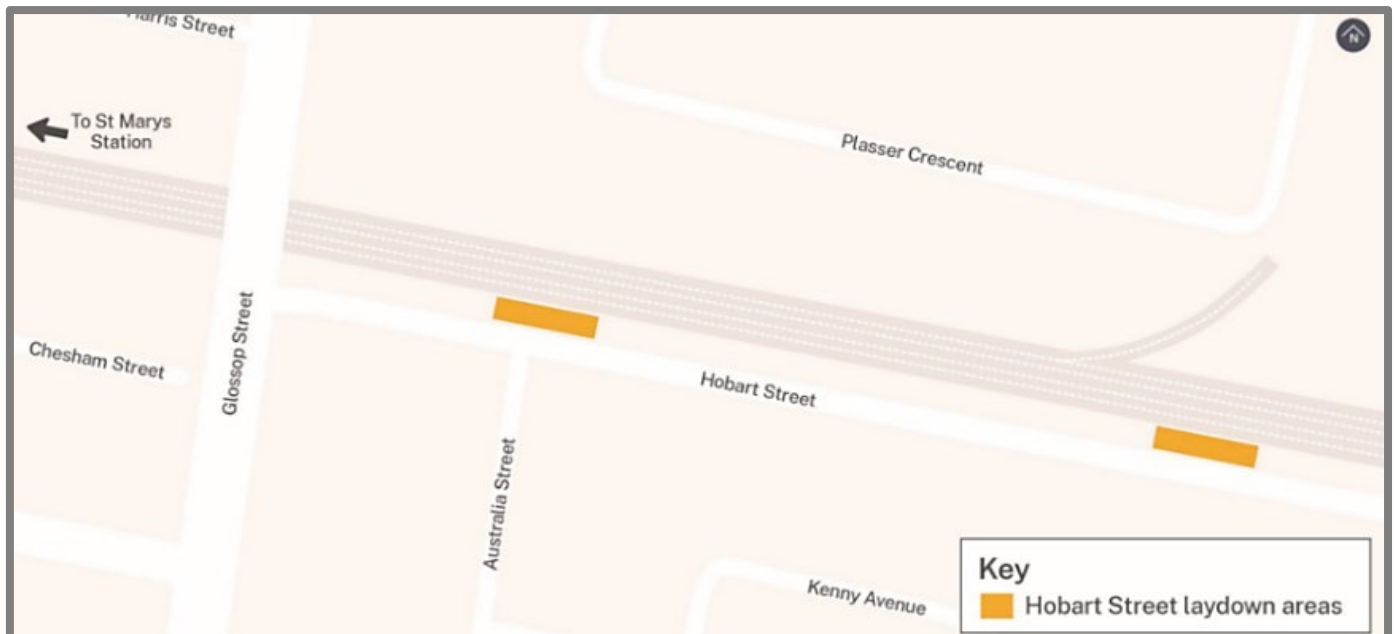 Harris Street
N
To St Marys
Station
Plasser Crescent
Glossop Street
Chesham Street
Hobart Street
Australia Street
Kenny Avenue
Key
Hobart Street laydown areas